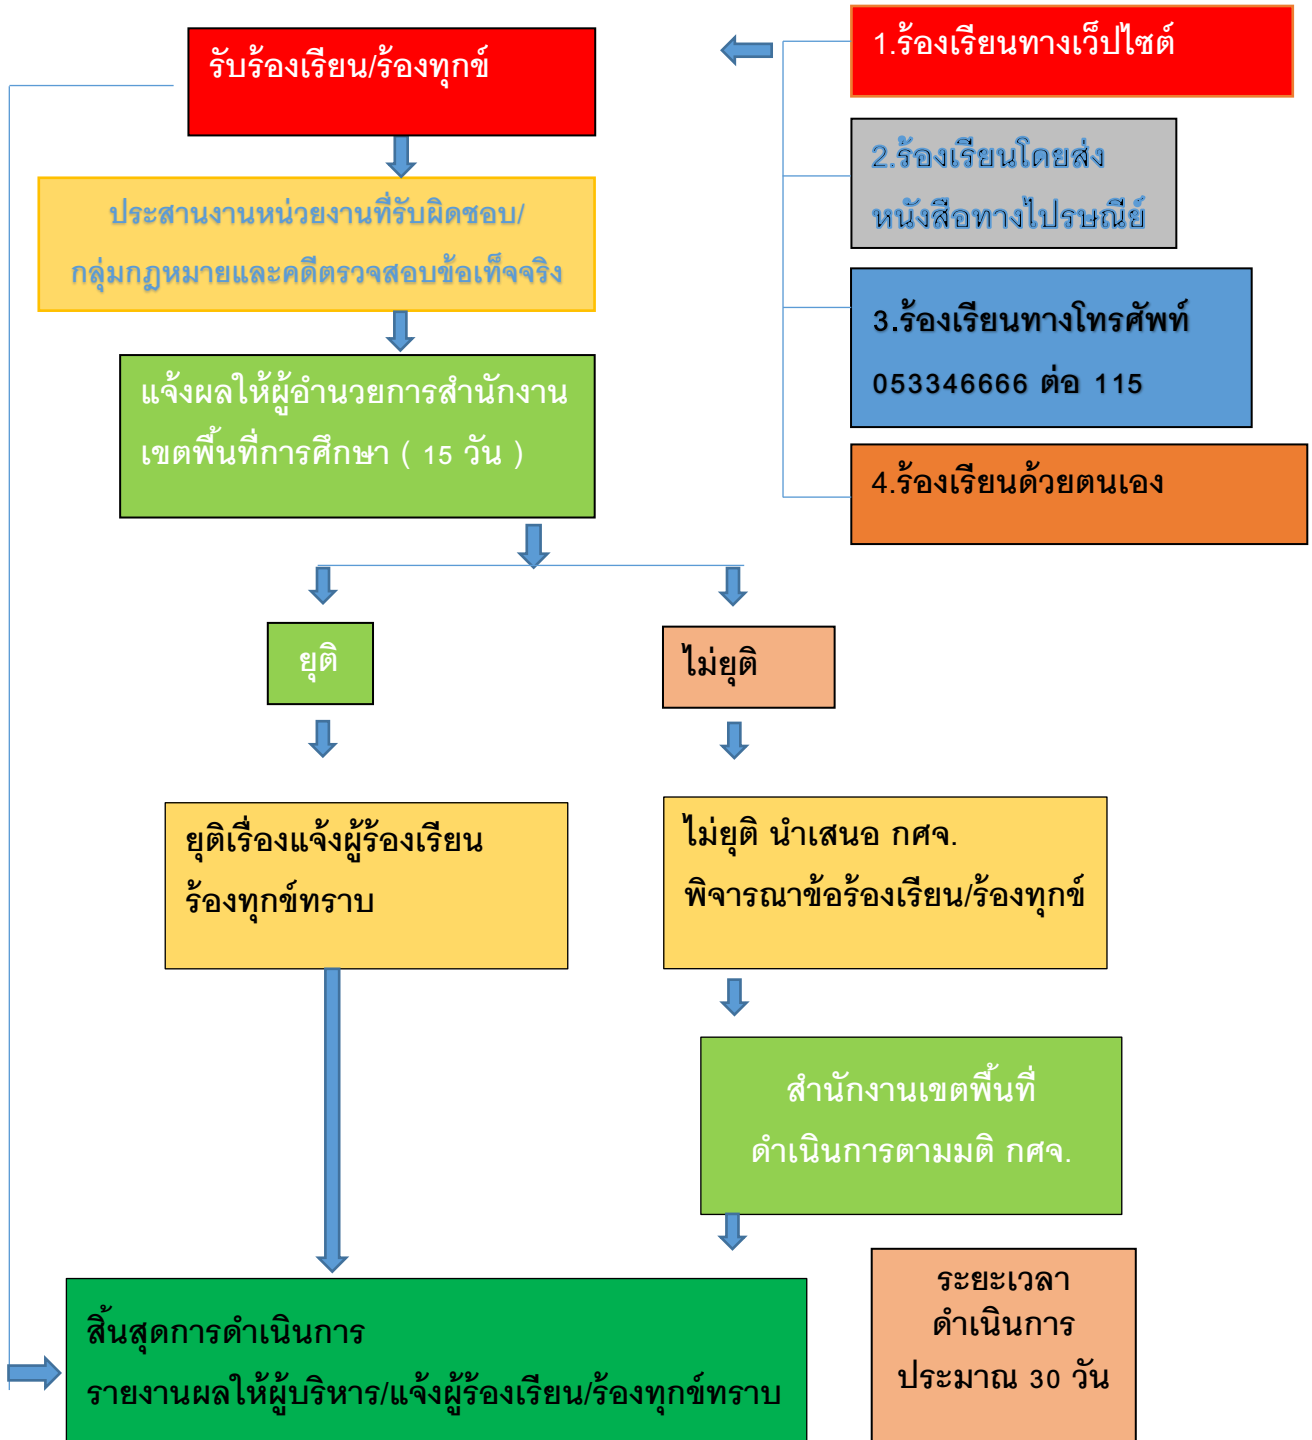 รับร้องเรียน/ร้องทุกข์
1.ร้องเรียนทางเว็ปไซต์
2.ร้องเรียนโดยส่ง
หนังสือทางไปรษณีย์
3.ร้องเรียนทางโทรศัพท์
053346666 ต่อ 115
4.ร้องเรียนด้วยตนเอง
ประสานงานหน่วยงานที่รับผิดชอบ/
กลุ่มกฎหมายและคดีตรวจสอบข้อเท็จจริง
แจ้งผลให้ผู้อำนวยการสำนักงาน
เขตพื้นที่การศึกษา ( 15 วัน )
ยุติ
ไม่ยุติ
ยุติเรื่องแจ้งผู้ร้องเรียน
ร้องทุกข์ทราบ
ไม่ยุติ นำเสนอ กศจ.
พิจารณาข้อร้องเรียน/ร้องทุกข์
สำนักงานเขตพื้นที่
ดำเนินการตามมติ กศจ.
สิ้นสุดการดำเนินการ
รายงานผลให้ผู้บริหาร/แจ้งผู้ร้องเรียน/ร้องทุกข์ทราบ
ระยะเวลา
ดำเนินการ
ประมาณ 30 วัน